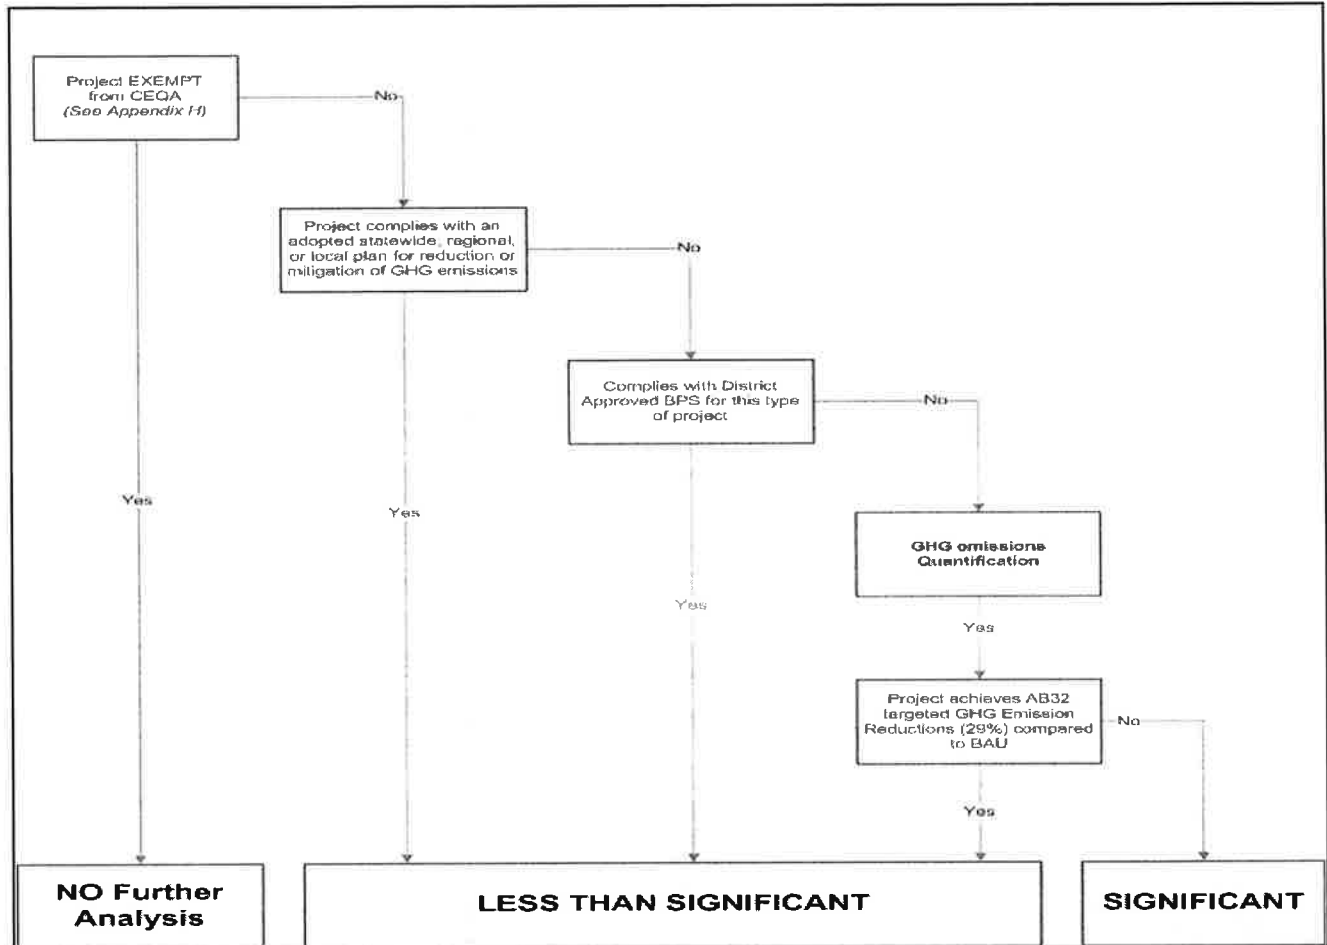 Project EXEMPT
from CEQA
(See Appendix H)
No
Project complies with an
adopted statewide, regional,
or local plan for reduction or
mitigation of GHG emissions
No
Complies with District
Approved BPS for this type
of project
No
Yes
Yes
GHG emissions
Quantification
Yes
Yes
Project achieves AB32
targeted GHG Emission
Reductions (29%) compared
to BAU
No
Yes
NO Further
Analysis
LESS THAN SIGNIFICANT
SIGNIFICANT